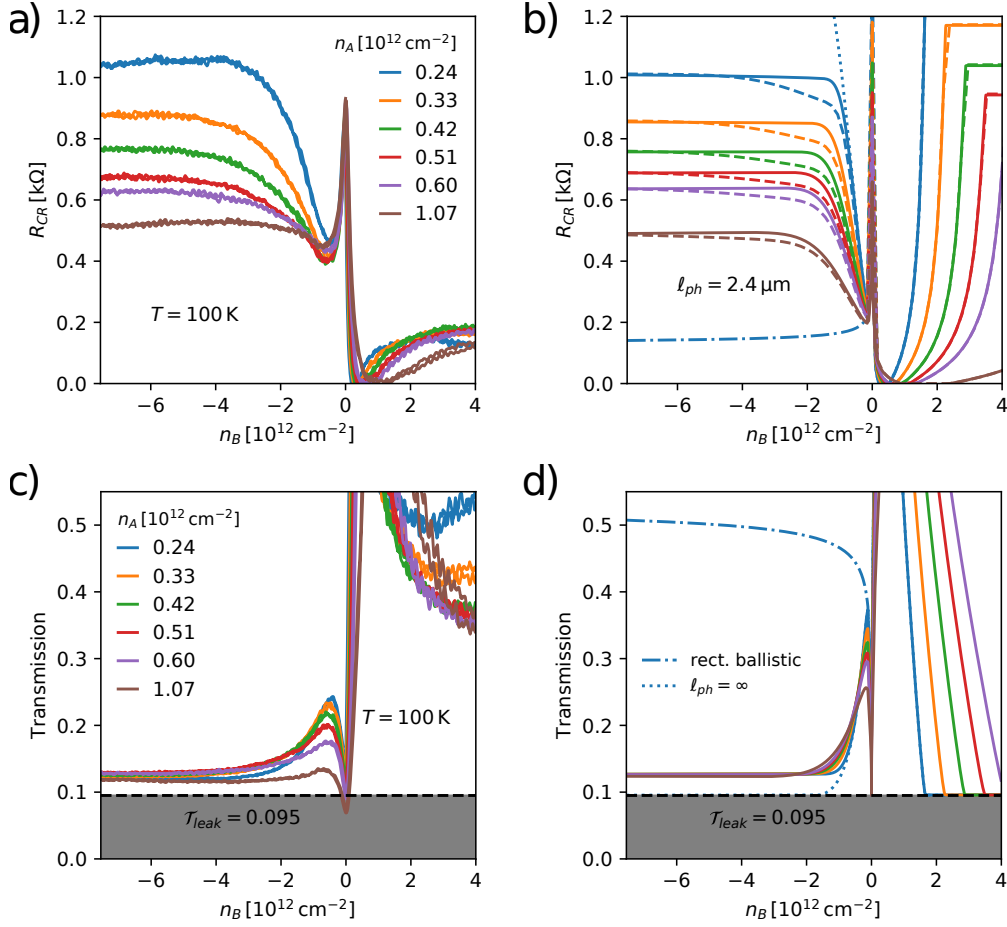 a)
1.2
1.0
0.8
0.6
0.4
0.2
0.0
R_CR [kΩ]
n_A [10^12 cm^−2]
0.24
0.33
0.42
0.51
0.60
1.07
T = 100 K
−6
−4
−2
0
2
4
n_B [10^12 cm^−2]
b)
1.2
1.0
0.8
0.6
0.4
0.2
0.0
R_CR [kΩ]
ℓ_ph = 2.4 μm
−6
−4
−2
0
2
4
n_B [10^12 cm^−2]
c)
0.5
0.4
0.3
0.2
0.1
0.0
Transmission
n_A [10^12 cm^−2]
0.24
0.33
0.42
0.51
0.60
1.07
T = 100 K
𝒯_leak = 0.095
−6
−4
−2
0
2
4
n_B [10^12 cm^−2]
d)
0.5
0.4
0.3
0.2
0.1
0.0
Transmission
rect. ballistic
ℓ_ph = ∞
𝒯_leak = 0.095
−6
−4
−2
0
2
4
n_B [10^12 cm^−2]